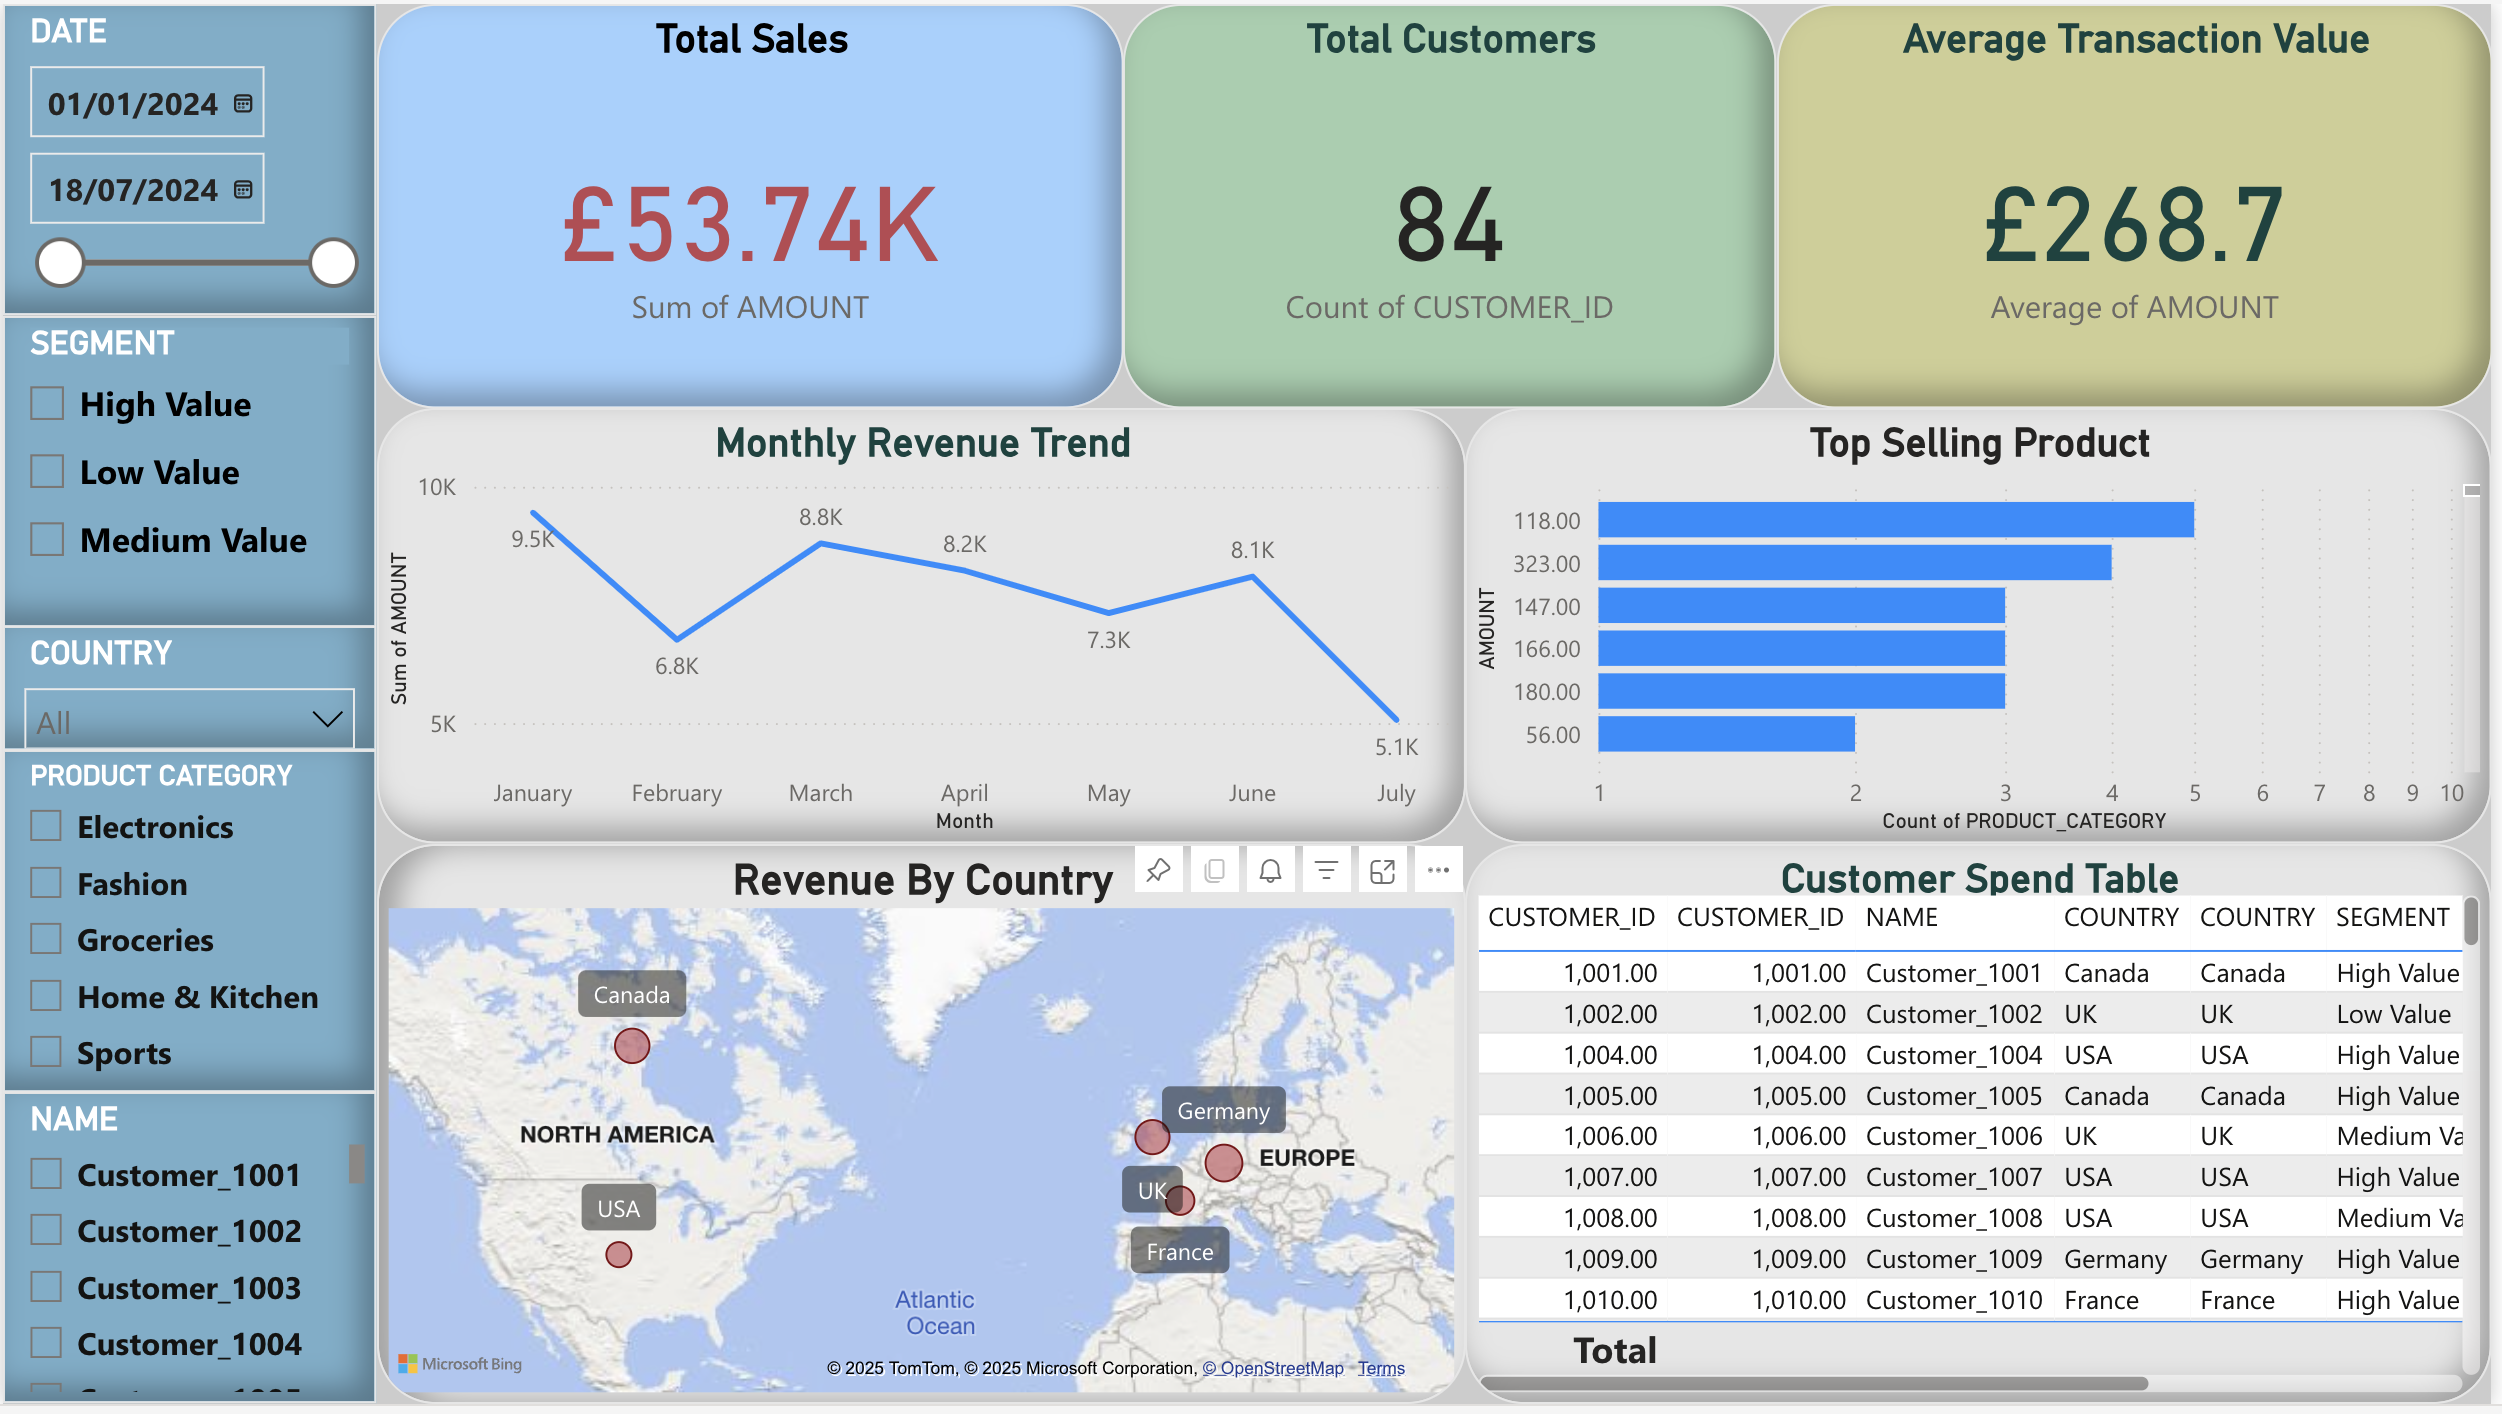 DATE
01/01/2024
18/07/2024
SEGMENT
High Value
Low Value
Medium Value
COUNTRY
All
PRODUCT CATEGORY
Electronics
Fashion
Groceries
Home & Kitchen
Sports
NAME
Customer_1001
Customer_1002
Customer_1003
Customer_1004
Total Sales
£53.74K
Sum of AMOUNT
Total Customers
84
Count of CUSTOMER_ID
Average Transaction Value
£268.7
Average of AMOUNT
Monthly Revenue Trend
Sum of AMOUNT
10K
5K
9.5K
6.8K
8.8K
8.2K
7.3K
8.1K
5.1K
January February March April May June July
Month
Top Selling Product
AMOUNT
118.00
323.00
147.00
166.00
180.00
56.00
1 2 3 4 5 6 7 8 9 10
Count of PRODUCT_CATEGORY
Revenue By Country
Canada
NORTH AMERICA
USA
Germany
EUROPE
UK
France
Atlantic
Ocean
Microsoft Bing
© 2025 TomTom, © 2025 Microsoft Corporation, © OpenStreetMap Terms
Customer Spend Table
CUSTOMER_ID CUSTOMER_ID NAME COUNTRY COUNTRY SEGMENT
1,001.00 1,001.00 Customer_1001 Canada Canada High Value
1,002.00 1,002.00 Customer_1002 UK UK Low Value
1,004.00 1,004.00 Customer_1004 USA USA High Value
1,005.00 1,005.00 Customer_1005 Canada Canada High Value
1,006.00 1,006.00 Customer_1006 UK UK Medium Va
1,007.00 1,007.00 Customer_1007 USA USA High Value
1,008.00 1,008.00 Customer_1008 USA USA Medium Va
1,009.00 1,009.00 Customer_1009 Germany Germany High Value
1,010.00 1,010.00 Customer_1010 France France High Value
Total